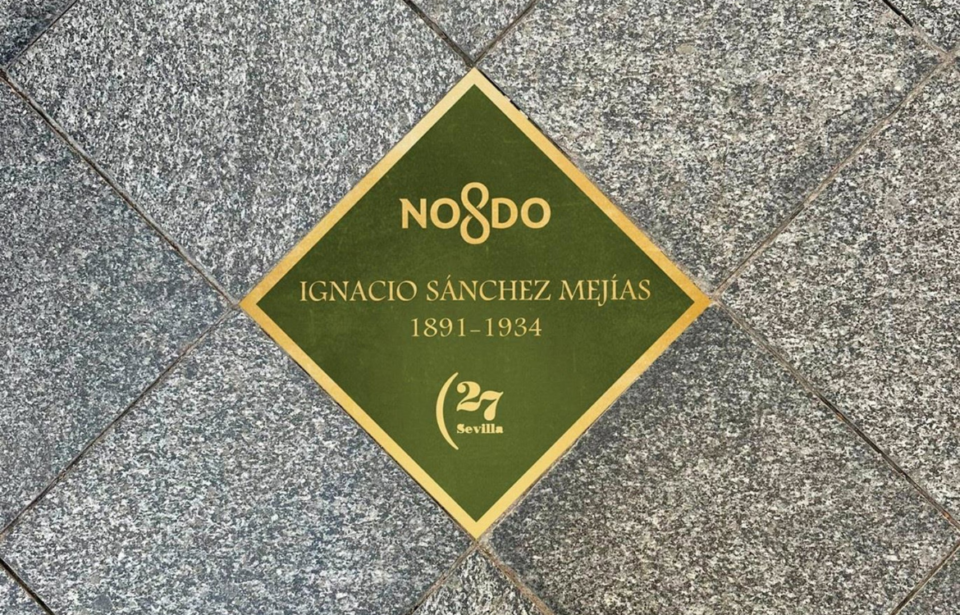 NO8DO
IGNACIO SÁNCHEZ MEJÍAS
1891-1934
(27
Sevilla